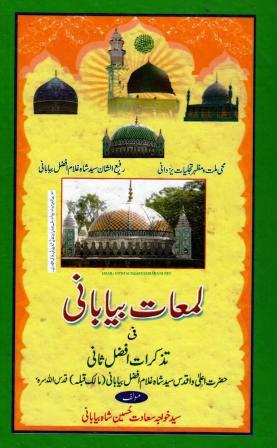 محی ملت و مظہر تجلیات یزدانی
رفیع الشان سید شاہ غلام افضل بیابانی
لمعات بیابانی
فی
تذکرات افضل ثانی
حضرت اعلیٰ و اقدس سید شاہ غلام افضل بیابانی (مالک قبلہ) قدس اللہ سرہ
مؤلف
سید خواجہ سعادت حسین شاہ بیابانی